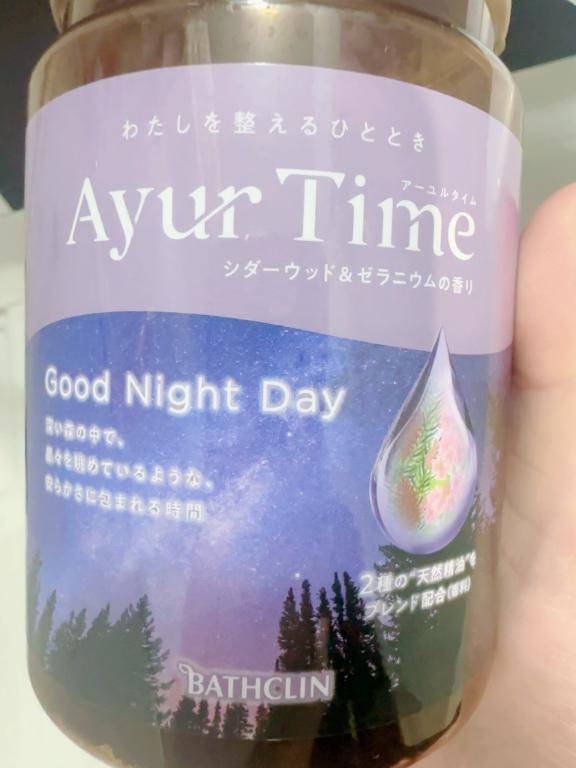 わたしを整えるひととき
アーユルタイム
Ayur Time
シダーウッド&ゼラニウムの香り
Good Night Day
深い森の中で、
星々を眺めているような、
安らかさに包まれる時間
2種の"天然精油"の
ブレンド配合(香料)
BATHCLIN